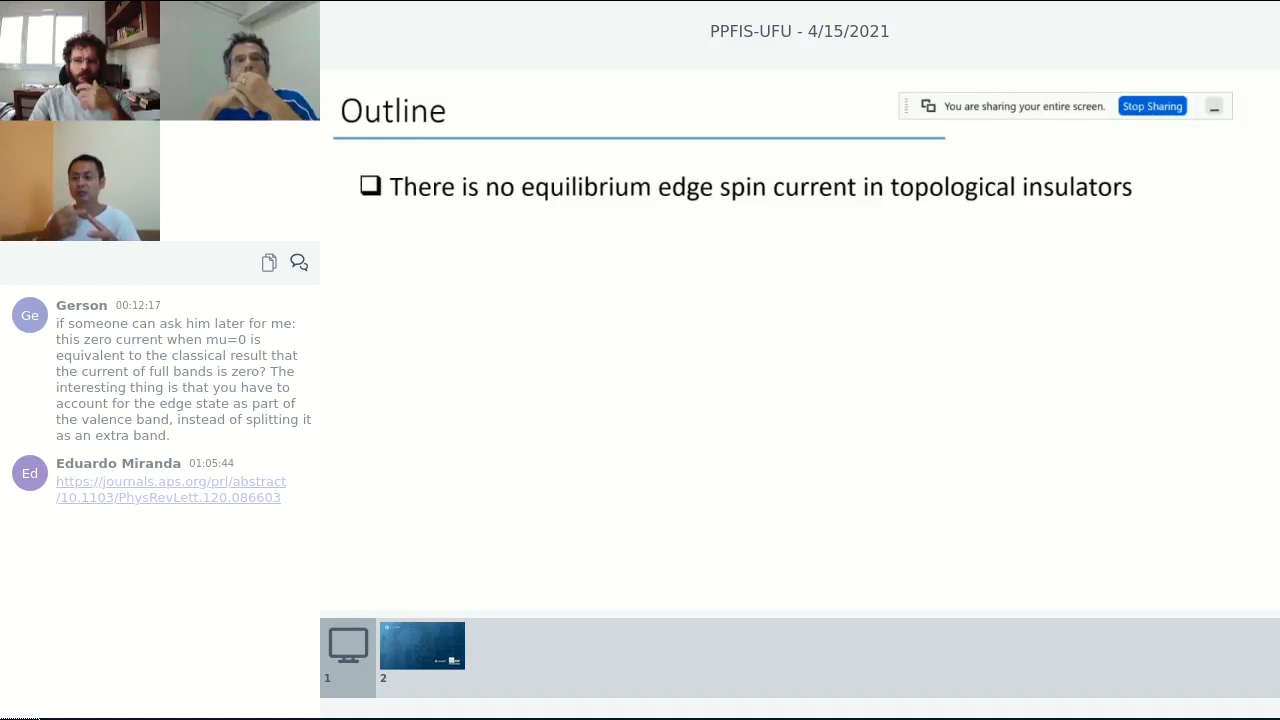 PPFIS-UFU - 4/15/2021
Outline
You are sharing your entire screen.
Stop Sharing
There is no equilibrium edge spin current in topological insulators
Ge
Gerson 00:12:17
if someone can ask him later for me:
this zero current when mu=0 is
equivalent to the classical result that
the current of full bands is zero? The
interesting thing is that you have to
account for the edge state as part of
the valence band, instead of splitting it
as an extra band.
Ed
Eduardo Miranda 01:05:44
https://journals.aps.org/prl/abstract
/10.1103/PhysRevLett.120.086603
1
2